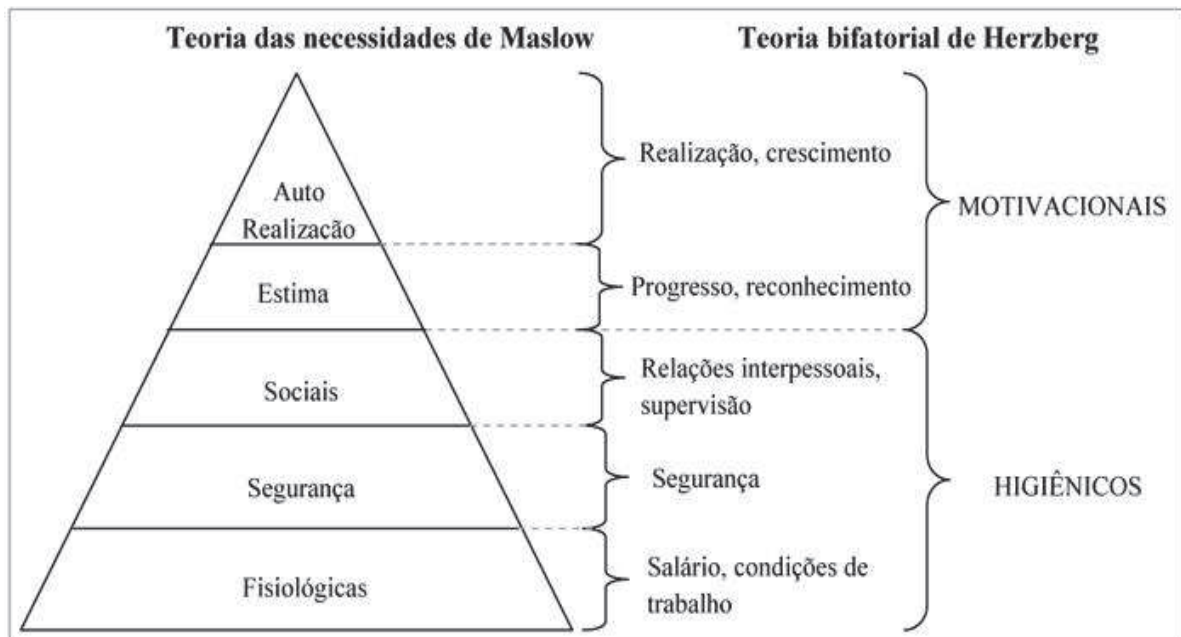 Teoria das necessidades de Maslow
Teoria bifatorial de Herzberg
Auto
Realização
Realização, crescimento
MOTIVACIONAIS
Estima
Progresso, reconhecimento
Sociais
Relações interpessoais,
supervisão
Segurança
Segurança
HIGIÊNICOS
Fisiológicas
Salário, condições de
trabalho